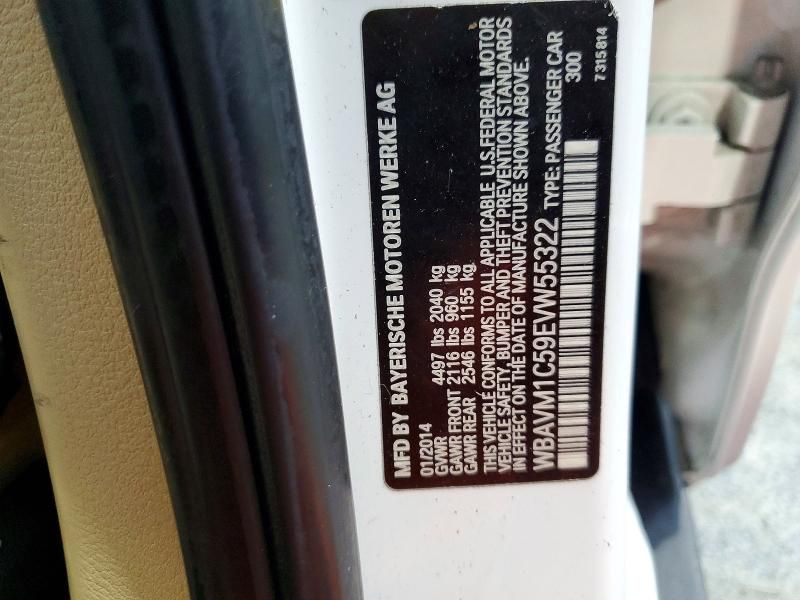 MFD BY BAYERISCHE MOTOREN WERKE AG
01/2014
GVWR 4497 lbs 2040 kg
GAWR FRONT 2116 lbs 960 kg
GAWR REAR 2546 lbs 1155 kg
THIS VEHICLE CONFORMS TO ALL APPLICABLE U.S. FEDERAL MOTOR
VEHICLE SAFETY, BUMPER AND THEFT PREVENTION STANDARDS
IN EFFECT ON THE DATE OF MANUFACTURE SHOWN ABOVE.
WBAVM1C59EVW55322 TYPE: PASSENGER CAR
300
7315814